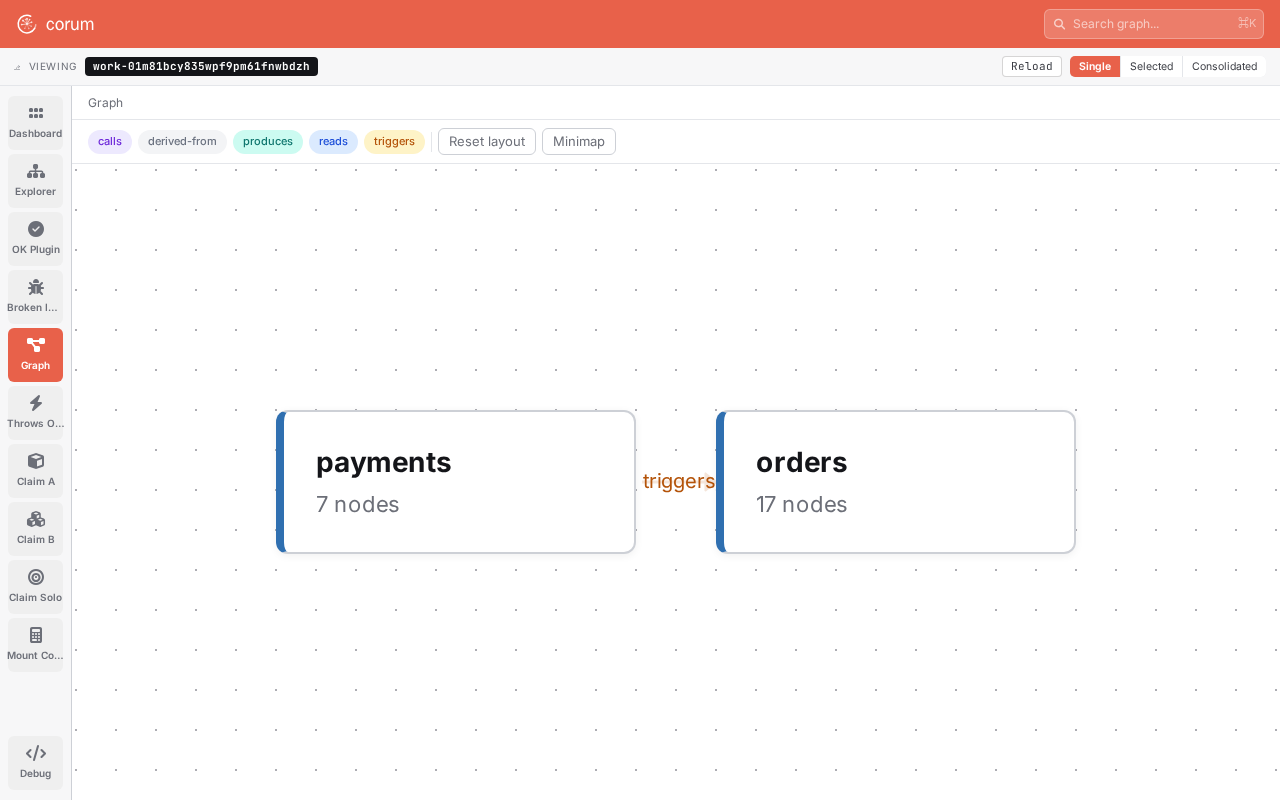 corum
Search graph... ⌘K
VIEWING work-01m81bcy835wpf9pm61fnwbdzh
Reload Single Selected Consolidated
Graph
calls derived-from produces reads triggers Reset layout Minimap
Dashboard
Explorer
OK Plugin
Broken I...
Graph
Throws O...
Claim A
Claim B
Claim Solo
Mount Co...
Debug
payments
7 nodes
triggers
orders
17 nodes